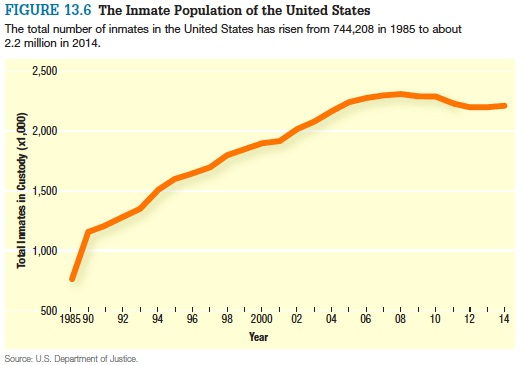 FIGURE 13.6 The Inmate Population of the United States
The total number of inmates in the United States has risen from 744,208 in 1985 to about
2.2 million in 2014.
Total Inmates in Custody (x1,000)
2,500
2,000
1,500
1,000
500
1985 90 92 94 96 98 2000 02 04 06 08 10 12 14
Year
Source: U.S. Department of Justice.